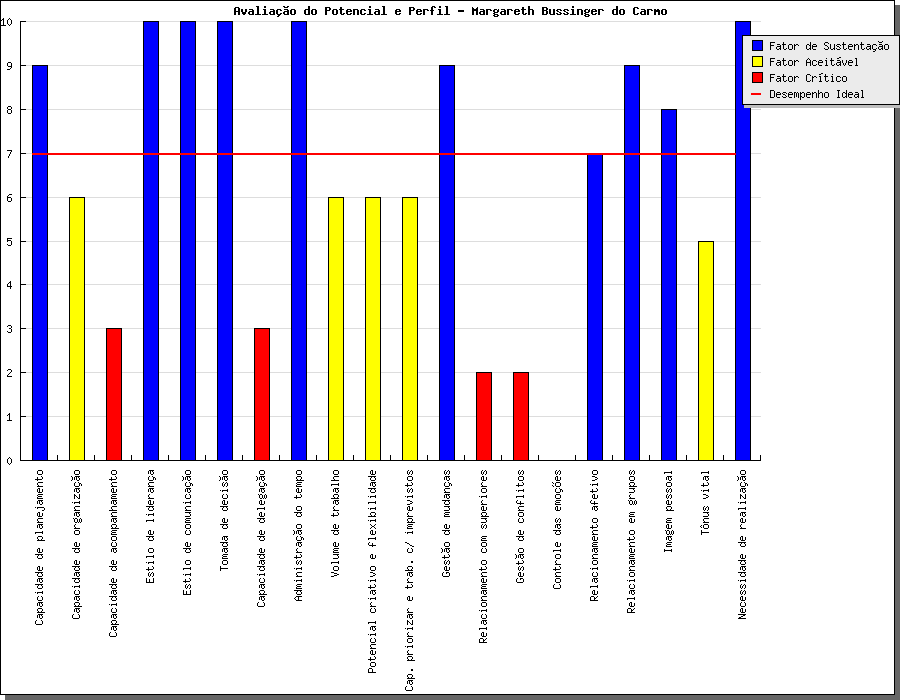 Avaliação do Potencial e Perfil - Margareth Bussinger do Carmo
Fator de Sustentação
Fator Aceitável
Fator Crítico
Desempenho Ideal
10
9
8
7
6
5
4
3
2
1
0
Capacidade de planejamento
Capacidade de organização
Capacidade de acompanhamento
Estilo de liderança
Estilo de comunicação
Tomada de decisão
Capacidade de delegação
Administração do tempo
Volume de trabalho
Potencial criativo e flexibilidade
Cap. priorizar e trab. c/ imprevistos
Gestão de mudanças
Relacionamento com superiores
Gestão de conflitos
Controle das emoções
Relacionamento afetivo
Relacionamento em grupos
Imagem pessoal
Tônus vital
Necessidade de realização